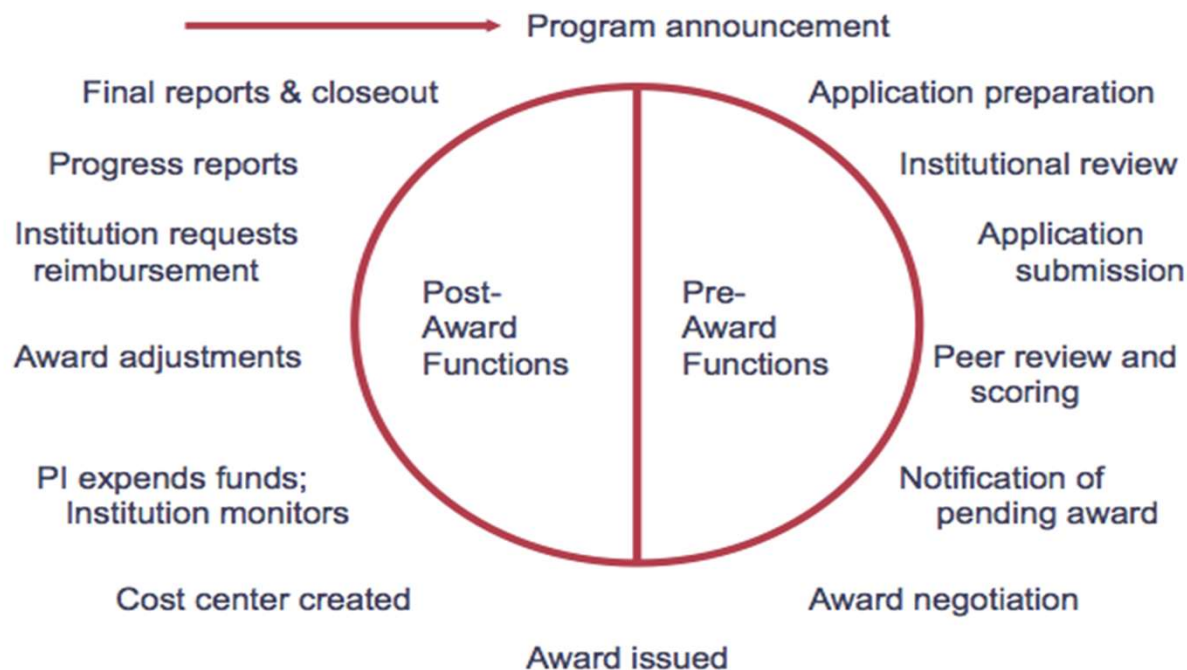 Program announcement
Final reports & closeout
Application preparation
Progress reports
Institutional review
Institution requests
reimbursement
Application
submission
Post-
Award
Functions
Pre-
Award
Functions
Award adjustments
Peer review and
scoring
PI expends funds;
Institution monitors
Notification of
pending award
Cost center created
Award negotiation
Award issued